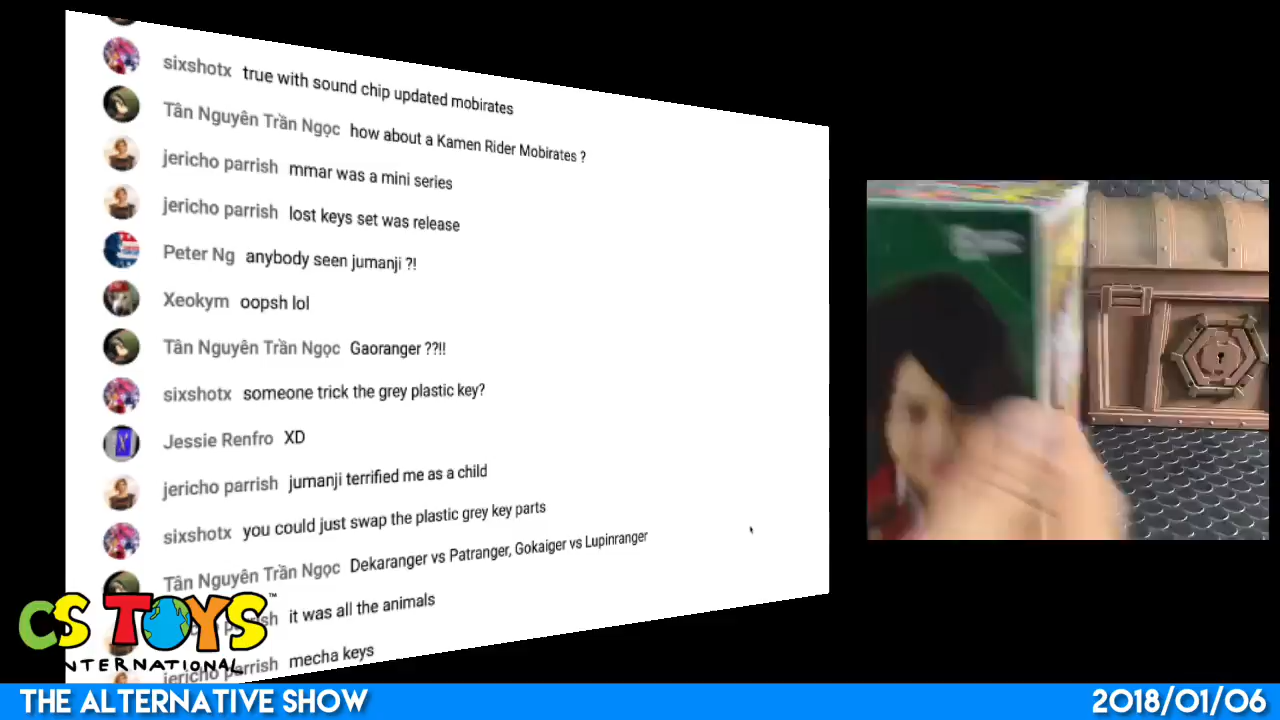 sixshotx true with sound chip updated mobirates
Tân Nguyên Trần Ngọc how about a Kamen Rider Mobirates ?
jericho parrish mmar was a mini series
jericho parrish lost keys set was release
Peter Ng anybody seen jumanji ?!
Xeokym oopsh lol
Tân Nguyên Trần Ngọc Gaoranger ??!!
sixshotx someone trick the grey plastic key?
Jessie Renfro XD
jericho parrish jumanji terrified me as a child
sixshotx you could just swap the plastic grey key parts
Tân Nguyên Trần Ngọc Dekaranger vs Patranger, Gokaiger vs Lupinranger
it was all the animals
jericho parrish mecha keys
CS TOYS™
INTERNATIONAL
THE ALTERNATIVE SHOW
2018/01/06